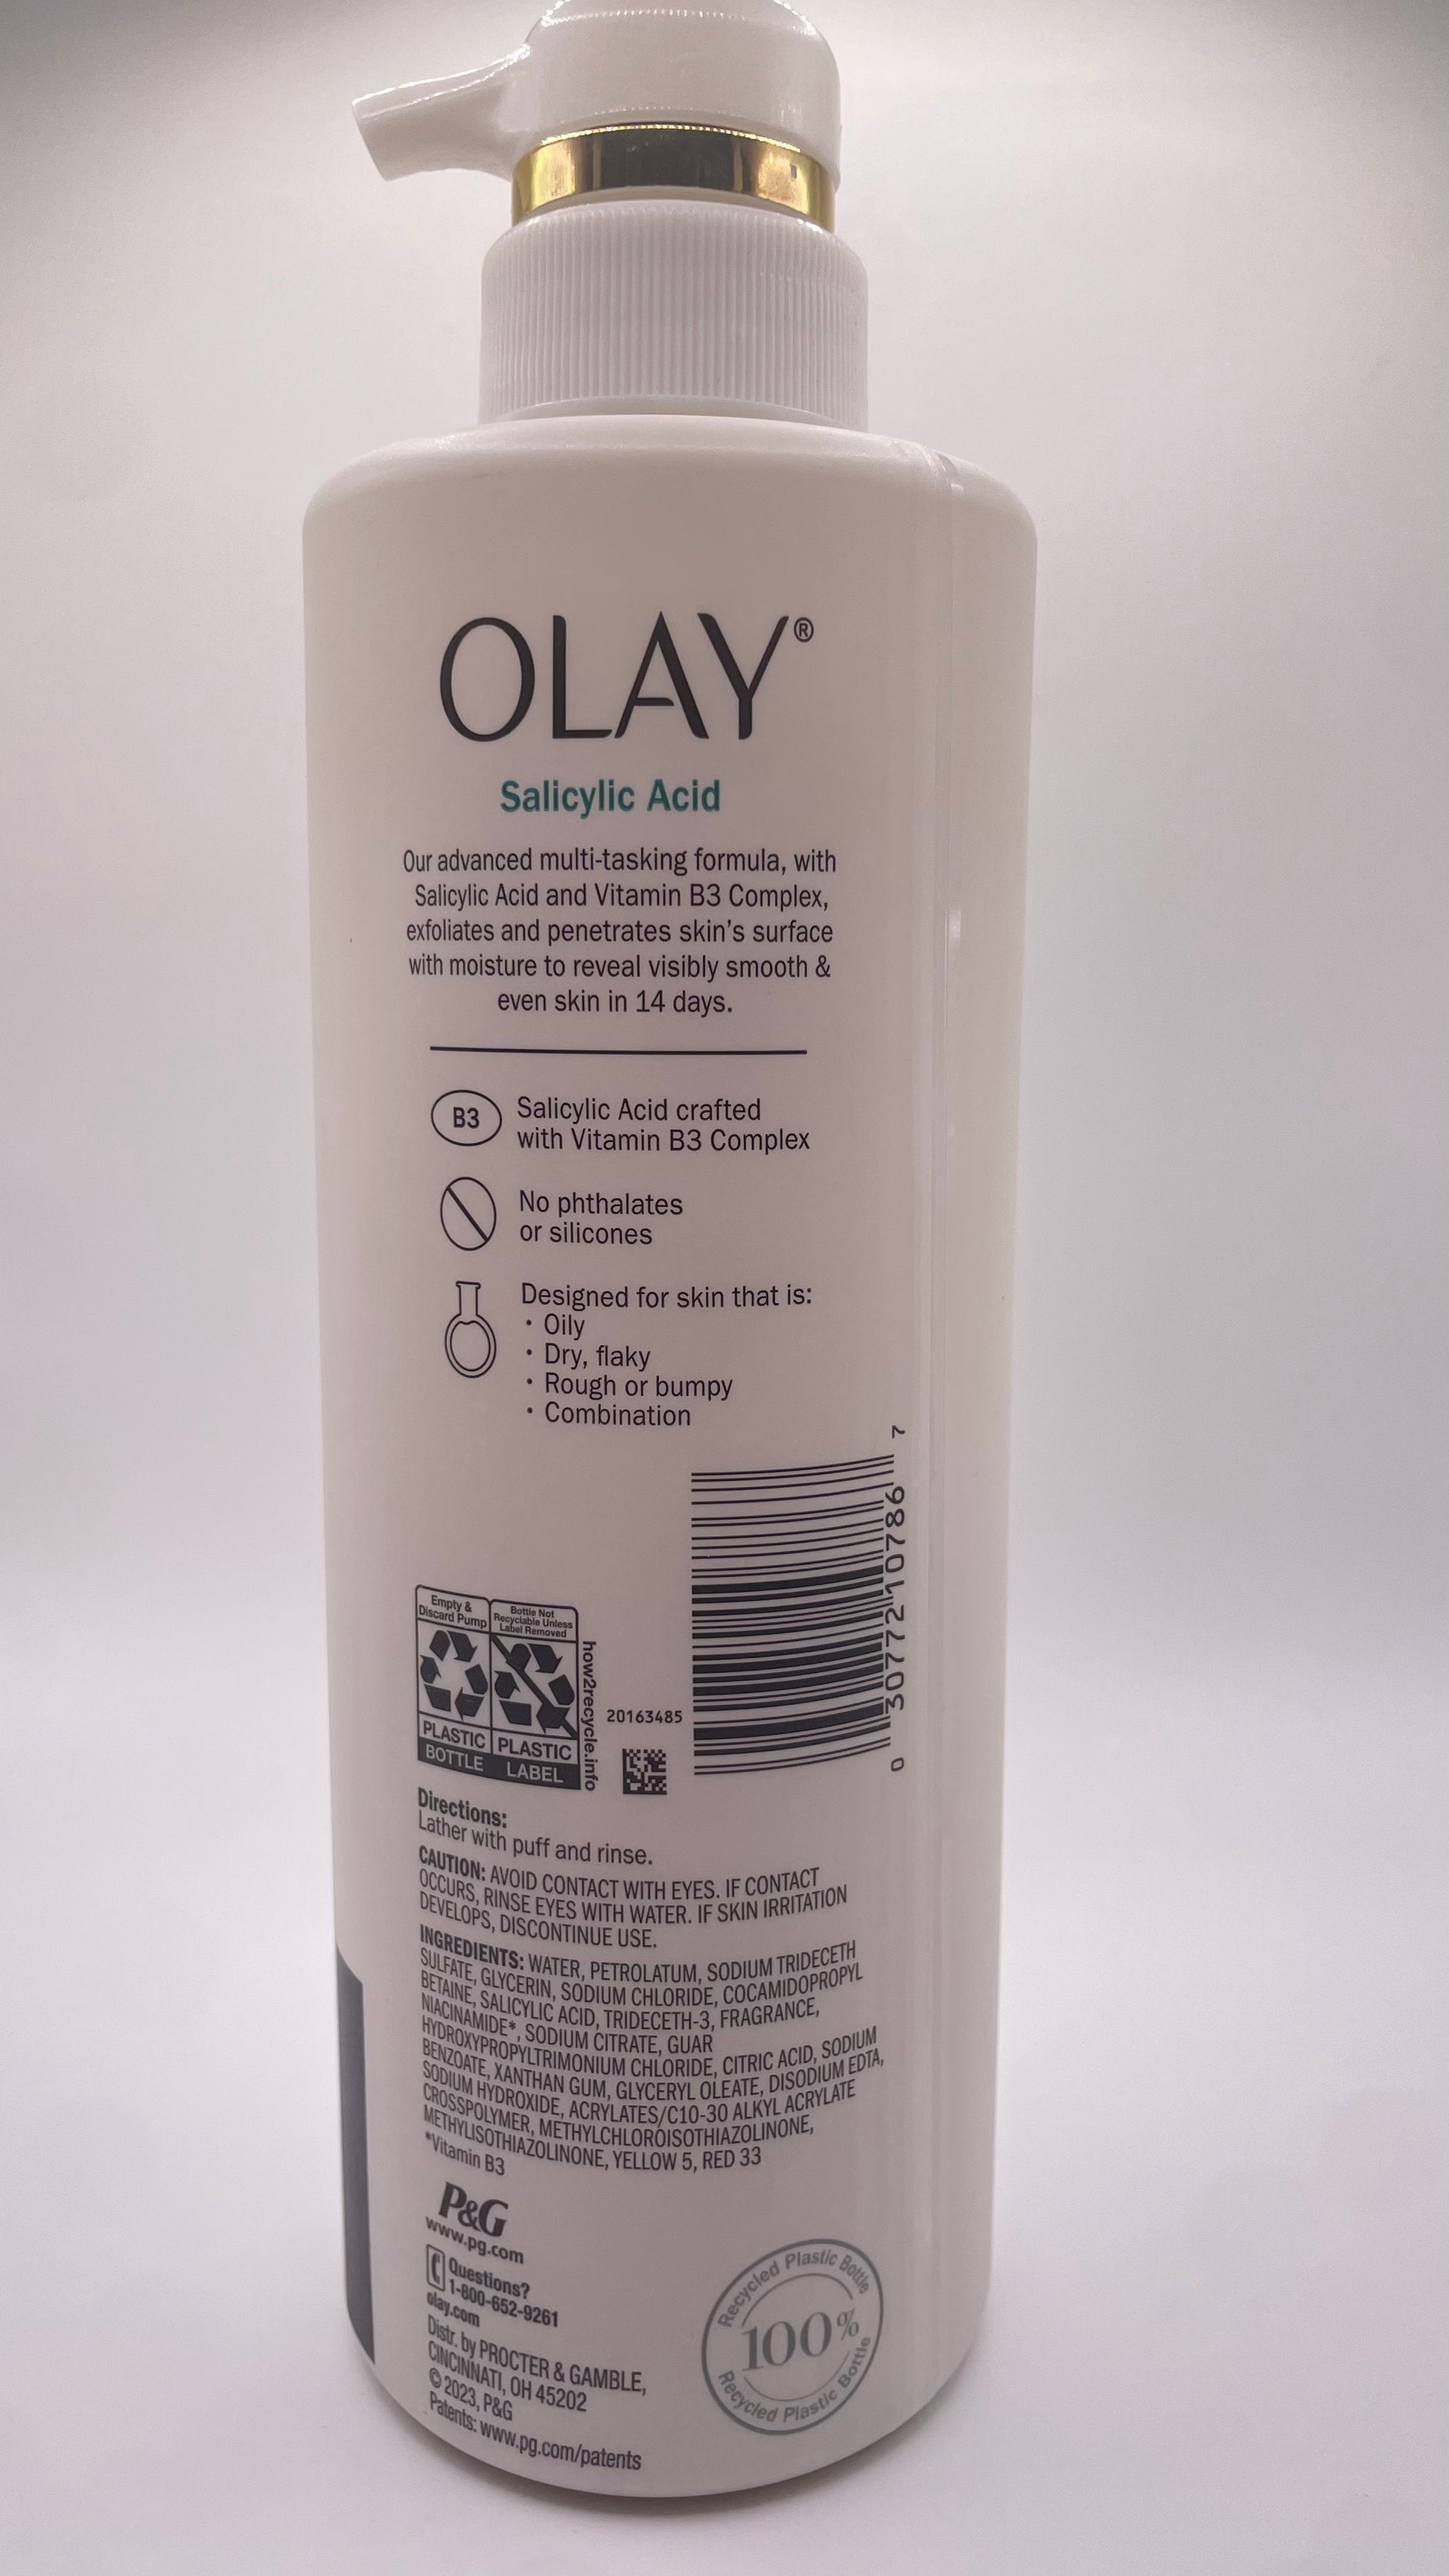 OLAY®
Salicylic Acid
Our advanced multi-tasking formula, with
Salicylic Acid and Vitamin B3 Complex,
exfoliates and penetrates skin's surface
with moisture to reveal visibly smooth &
even skin in 14 days.
B3
Salicylic Acid crafted
with Vitamin B3 Complex
No phthalates
or silicones
Designed for skin that is:
• Oily
• Dry, flaky
• Rough or bumpy
• Combination
0 30772 10786 7
Empty &
Discard Pump
PLASTIC
BOTTLE
Bottle Not
Recyclable Unless
Label Removed
PLASTIC
LABEL
how2recycle.info
20163485
Directions:
Lather with puff and rinse.
CAUTION: AVOID CONTACT WITH EYES. IF CONTACT
OCCURS, RINSE EYES WITH WATER. IF SKIN IRRITATION
DEVELOPS, DISCONTINUE USE.
INGREDIENTS: WATER, PETROLATUM, SODIUM TRIDECETH
SULFATE, GLYCERIN, SODIUM CHLORIDE, COCAMIDOPROPYL
BETAINE, SALICYLIC ACID, TRIDECETH-3, FRAGRANCE,
NIACINAMIDE*, SODIUM CITRATE, GUAR
HYDROXYPROPYLTRIMONIUM CHLORIDE, CITRIC ACID, SODIUM
BENZOATE, XANTHAN GUM, GLYCERYL OLEATE, DISODIUM EDTA,
SODIUM HYDROXIDE, ACRYLATES/C10-30 ALKYL ACRYLATE
CROSSPOLYMER, METHYLCHLOROISOTHIAZOLINONE,
METHYLISOTHIAZOLINONE, YELLOW 5, RED 33
*Vitamin B3
P&G
www.pg.com
Questions?
1-800-652-9261
olay.com
Distr. by PROCTER & GAMBLE,
CINCINNATI, OH 45202
© 2023, P&G
Patents: www.pg.com/patents
Recycled Plastic Bottle
100%
Recycled Plastic Bottle